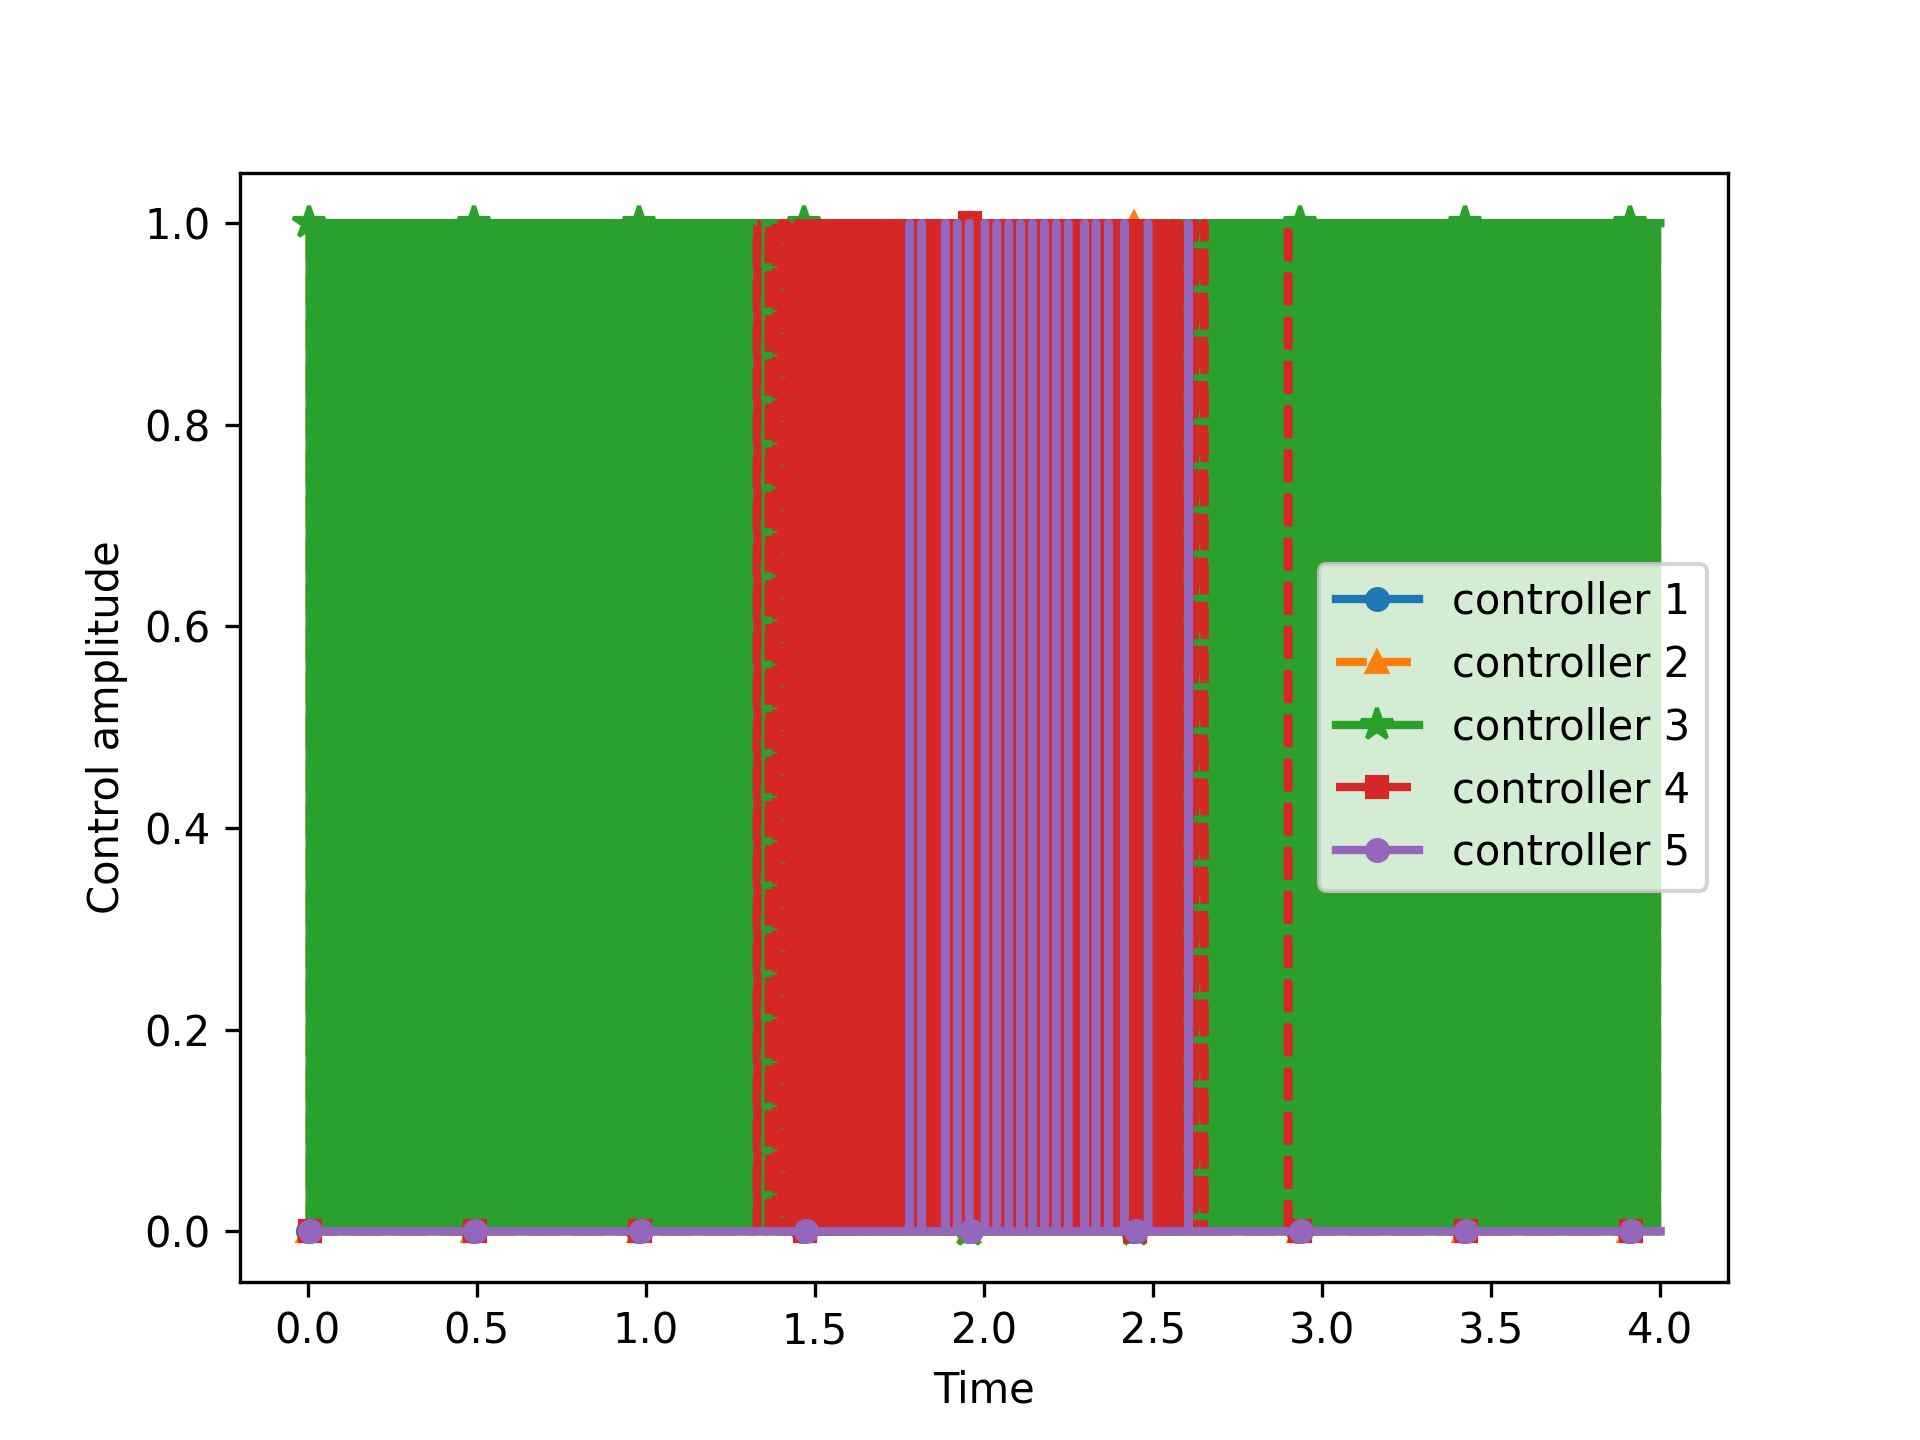 1.0
0.8
0.6
0.4
0.2
0.0
Control amplitude
controller 1
controller 2
controller 3
controller 4
controller 5
0.0 0.5 1.0 1.5 2.0 2.5 3.0 3.5 4.0
Time